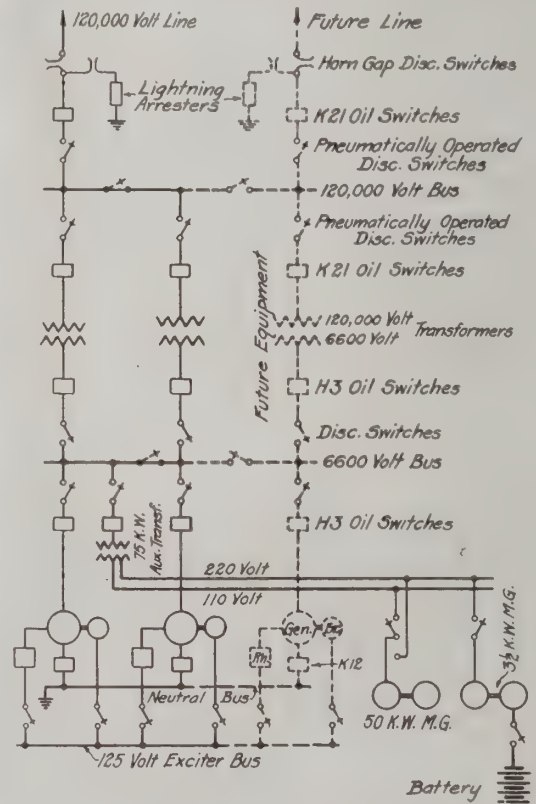 120,000 Volt Line
Future Line
Horn Gap Disc. Switches
Lightning
Arresters
K21 Oil Switches
Pneumatically Operated
Disc. Switches
120,000 Volt Bus
Pneumatically Operated
Disc. Switches
K21 Oil Switches
Future Equipment
120,000 Volt
6600 Volt
Transformers
H3 Oil Switches
Disc. Switches
6600 Volt Bus
75 K.W.
Aux. Transf.
H3 Oil Switches
220 Volt
110 Volt
Gen.
Ex.
Rh.
K12
Neutral Bus
50 K.W. M.G.
3½ K.W. M.G.
125 Volt Exciter Bus
Battery